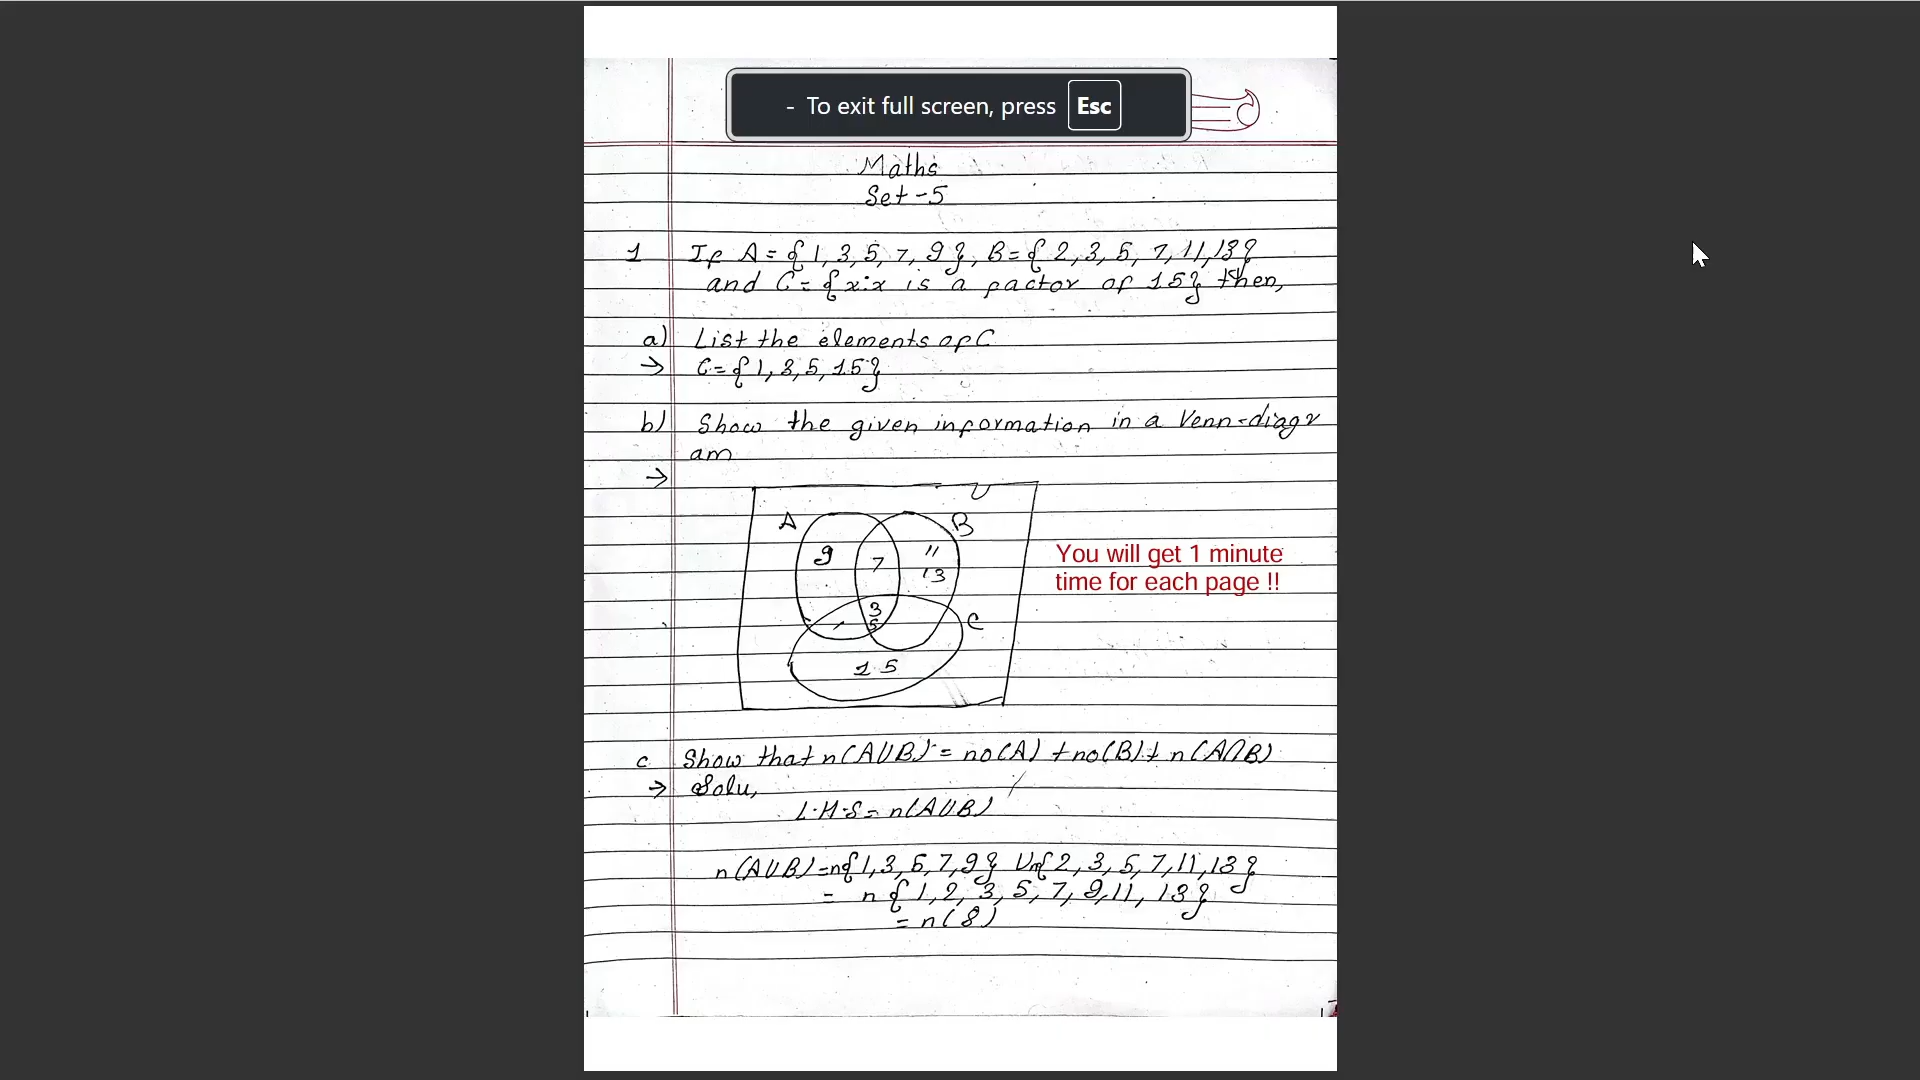 - To exit full screen, press Esc
Maths
Set-5
1 If A = { 1, 3, 5, 7, 9 }, B = { 2, 3, 5, 7, 11, 13 }
and C = { x:x is a factor of 15 } then,
a) List the elements of C
→ C = { 1, 3, 5, 15 }
b) Show the given information in a Venn-diagr
am
→
U
A B
9 7 11
13
You will get 1 minute
time for each page !!
3
5 C
15
c. Show that n(A∪B) = no(A) + no(B) + n(A∩B)
→ Solu,
L.H.S = n(A∪B)
n(A∪B) = n{ 1, 3, 5, 7, 9 } ∪n{ 2, 3, 5, 7, 11, 13 }
= n { 1, 2, 3, 5, 7, 9, 11, 13 }
= n(8)